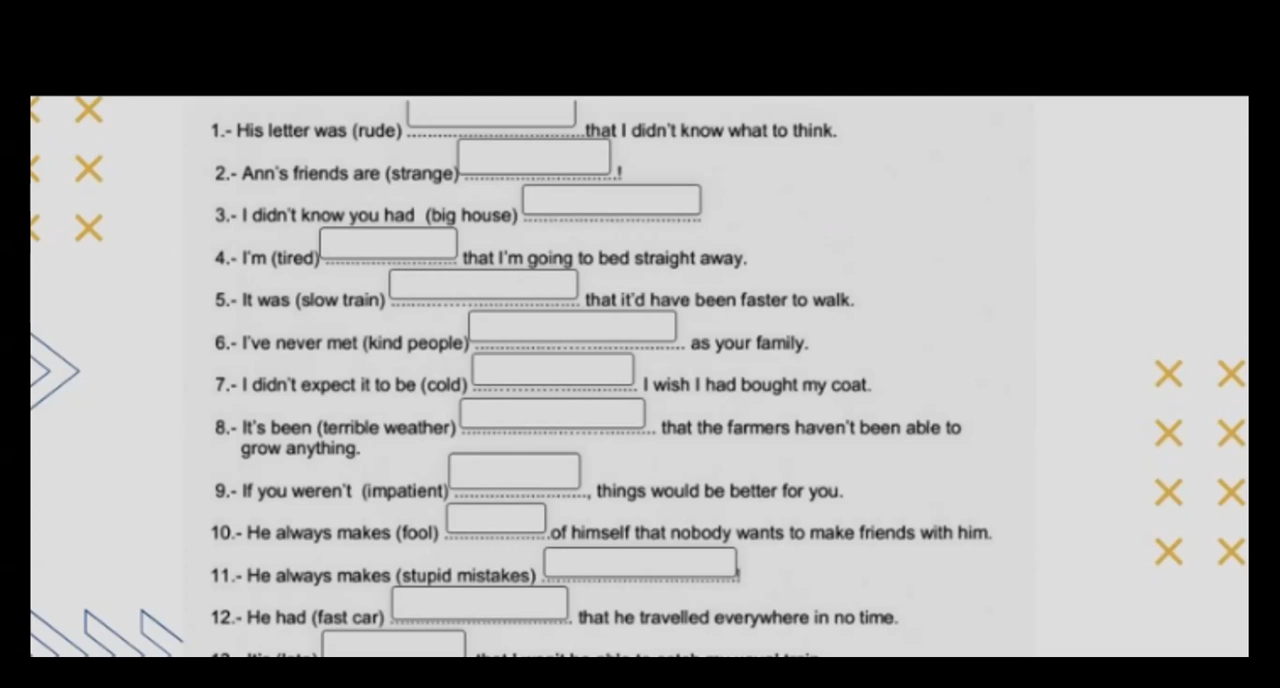 1.- His letter was (rude) ................................that I didn't know what to think.
2.- Ann's friends are (strange)...............................!
3.- I didn't know you had (big house) ....................................
4.- I'm (tired)........................... that I'm going to bed straight away.
5.- It was (slow train) ...................................... that it'd have been faster to walk.
6.- I've never met (kind people).......................................... as your family.
7.- I didn't expect it to be (cold) ................................. I wish I had bought my coat.
8.- It's been (terrible weather) ....................................... that the farmers haven't been able to
grow anything.
9.- If you weren't (impatient) ..........................., things would be better for you.
10.- He always makes (fool) .....................of himself that nobody wants to make friends with him.
11.- He always makes (stupid mistakes) .......................................!
12.- He had (fast car) .................................... that he travelled everywhere in no time.